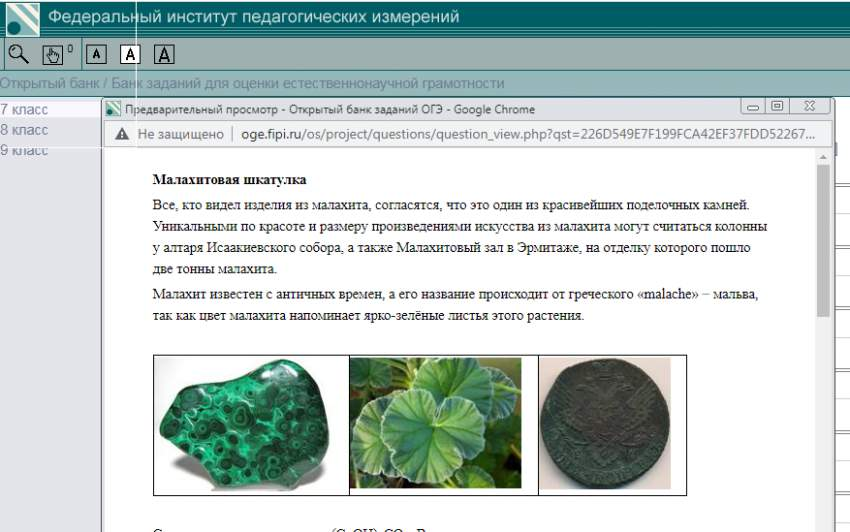 Федеральный институт педагогических измерений
0
A A A
Открытый банк / Банк заданий для оценки естественнонаучной грамотности
7 класс
8 класс
9 класс
Предварительный просмотр - Открытый банк заданий ОГЭ - Google Chrome
Не защищено | oge.fipi.ru/os/project/questions/question_view.php?qst=226D549E7F199FCA42EF37FDD52267...
Малахитовая шкатулка
Все, кто видел изделия из малахита, согласятся, что это один из красивейших поделочных камней.
Уникальными по красоте и размеру произведениями искусства из малахита могут считаться колонны
у алтаря Исаакиевского собора, а также Малахитовый зал в Эрмитаже, на отделку которого пошло
две тонны малахита.
Малахит известен с античных времен, а его название происходит от греческого «malache» – мальва,
так как цвет малахита напоминает ярко-зелёные листья этого растения.